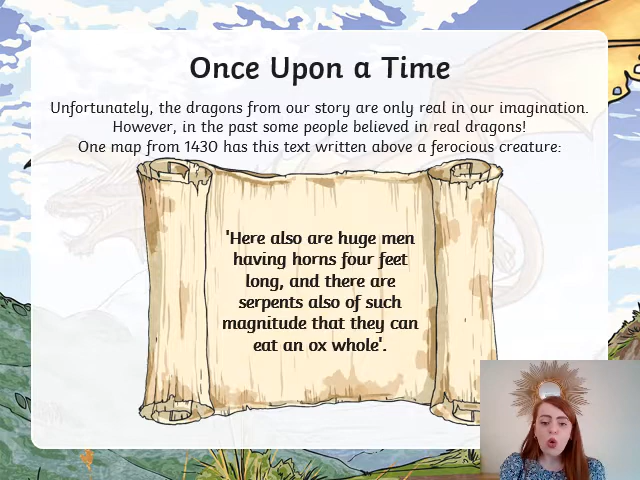 Once Upon a Time
Unfortunately, the dragons from our story are only real in our imagination.
However, in the past some people believed in real dragons!
One map from 1430 has this text written above a ferocious creature:
'Here also are huge men
having horns four feet
long, and there are
serpents also of such
magnitude that they can
eat an ox whole'.